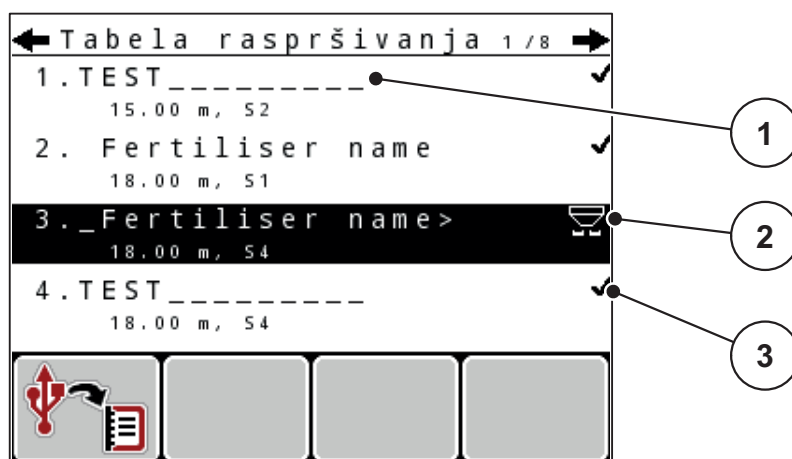 Tabela raspršivanja 1/8
1.TEST_________
15.00 m, S2
2. Fertiliser name
18.00 m, S1
3._Fertiliser name>
18.00 m, S4
4.TEST_________
18.00 m, S4
1
2
3